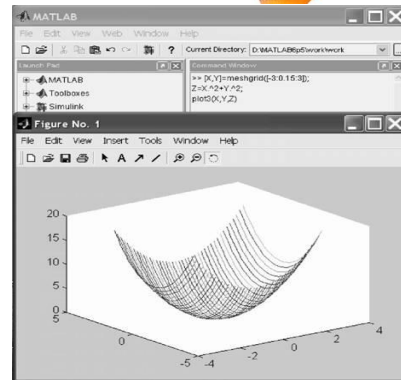 MATLAB
File Edit View Web Window Help
? Current Directory: D:\MATLAB6p5\work\work
Launch Pad
Command Window
MATLAB
Toolboxes
Simulink
>> [X,Y]=meshgrid([-3:0.15:3]);
Z=X.^2+Y.^2;
plot3(X,Y,Z)
Figure No. 1
File Edit View Insert Tools Window Help
A
20
15
10
5
0
5
0
-5
-4
-2
0
2
4